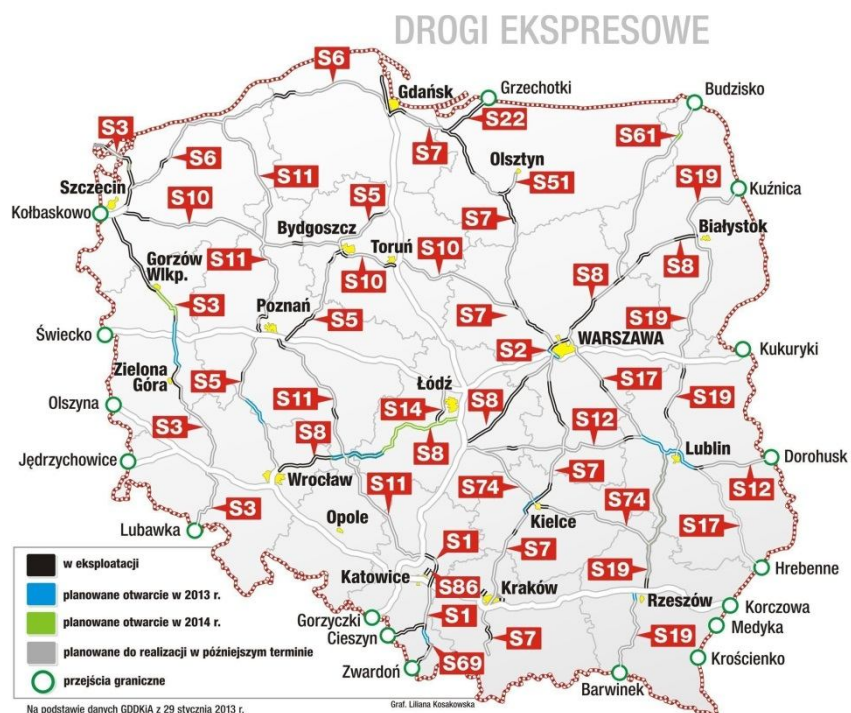 DROGI EKSPRESOWE
S6
Gdańsk
Grzechotki
Budzisko
S3
S22
S61
S7
S6
Olsztyn
S11
S51
S19
Kuźnica
Szczecin
S5
S10
Kołbaskowo
S7
Białystok
Bydgoszcz
Toruń
S10
Gorzów
Wlkp.
S11
S10
S8
S8
S3
Poznań
S5
S7
S19
Świecko
S2
WARSZAWA
Kukuryki
Zielona
Góra
S5
Łódź
S17
S11
S14
S8
S19
Olszyna
S3
S12
S8
S8
Lublin
Dorohusk
Jędrzychowice
S7
Wrocław
S11
S74
S12
S74
S3
Kielce
S17
Lubawka
Opole
S7
w eksploatacji
S1
Hrebenne
planowane otwarcie w 2013 r.
Katowice
S86
Kraków
S19
Rzeszów
Korczowa
planowane otwarcie w 2014 r.
Gorzyczki
S1
Medyka
Cieszyn
S7
S19
planowane do realizacji w późniejszym terminie
S69
Krościenko
przejścia graniczne
Zwardoń
Barwinek
Na podstawie danych GDDKiA z 29 stycznia 2013 r.
Graf. Liliana Kosakowska